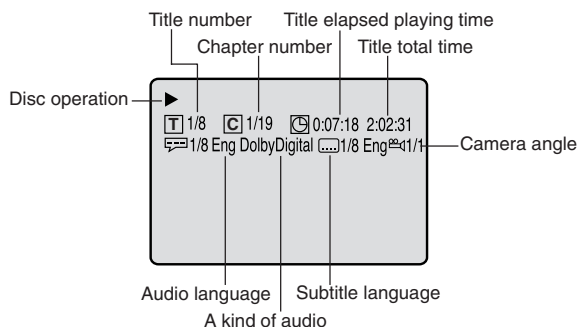 Title number
Title elapsed playing time
Chapter number
Title total time
Disc operation
T 1/8 C 1/19 0:07:18 2:02:31
1/8 Eng DolbyDigital 1/8 Eng 1/1
Camera angle
Audio language
Subtitle language
A kind of audio